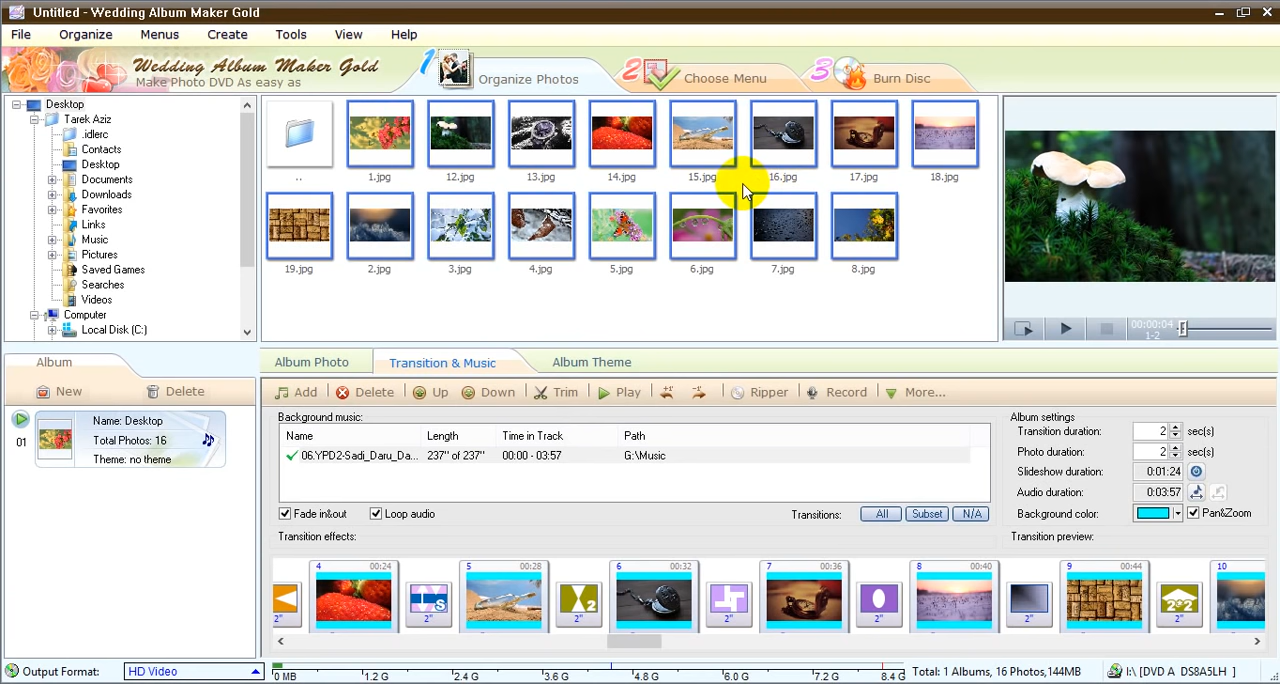 Untitled - Wedding Album Maker Gold
File Organize Menus Create Tools View Help
Wedding Album Maker Gold
Make Photo DVD As easy as
1 Organize Photos
2 Choose Menu
3 Burn Disc
Desktop
Tarek Aziz
.idlerc
Contacts
Desktop
Documents
Downloads
Favorites
Links
Music
Pictures
Saved Games
Searches
Videos
Computer
Local Disk (C:)
.. 1.jpg 12.jpg 13.jpg 14.jpg 15.jpg 16.jpg 17.jpg 18.jpg
19.jpg 2.jpg 3.jpg 4.jpg 5.jpg 6.jpg 7.jpg 8.jpg
00:00:04
1-2
Album
New Delete
01
Name: Desktop
Total Photos: 16
Theme: no theme
Album Photo Transition & Music Album Theme
Add Delete Up Down Trim Play Ripper Record More...
Background music:
Name Length Time in Track Path
06.YPD2-Sadi_Daru_Da... 237" of 237" 00:00 - 03:57 G:\Music
Fade in&out Loop audio Transitions: All Subset N/A
Album settings
Transition duration: 2 sec(s)
Photo duration: 2 sec(s)
Slideshow duration: 0:01:24
Audio duration: 0:03:57
Background color: Pan&Zoom
Transition effects: Transition preview:
4 00:24 5 00:28 6 00:32 7 00:36 8 00:40 9 00:44 10
S 2 2 2
2" 2" 2" 2" 2" 2" 2"
Output Format: HD Video
0 MB 1.2 G 2.4 G 3.6 G 4.8 G 6.0 G 7.2 G 8.4 G
Total: 1 Albums, 16 Photos,144MB
I:\ [DVD A DS8A5LH ]